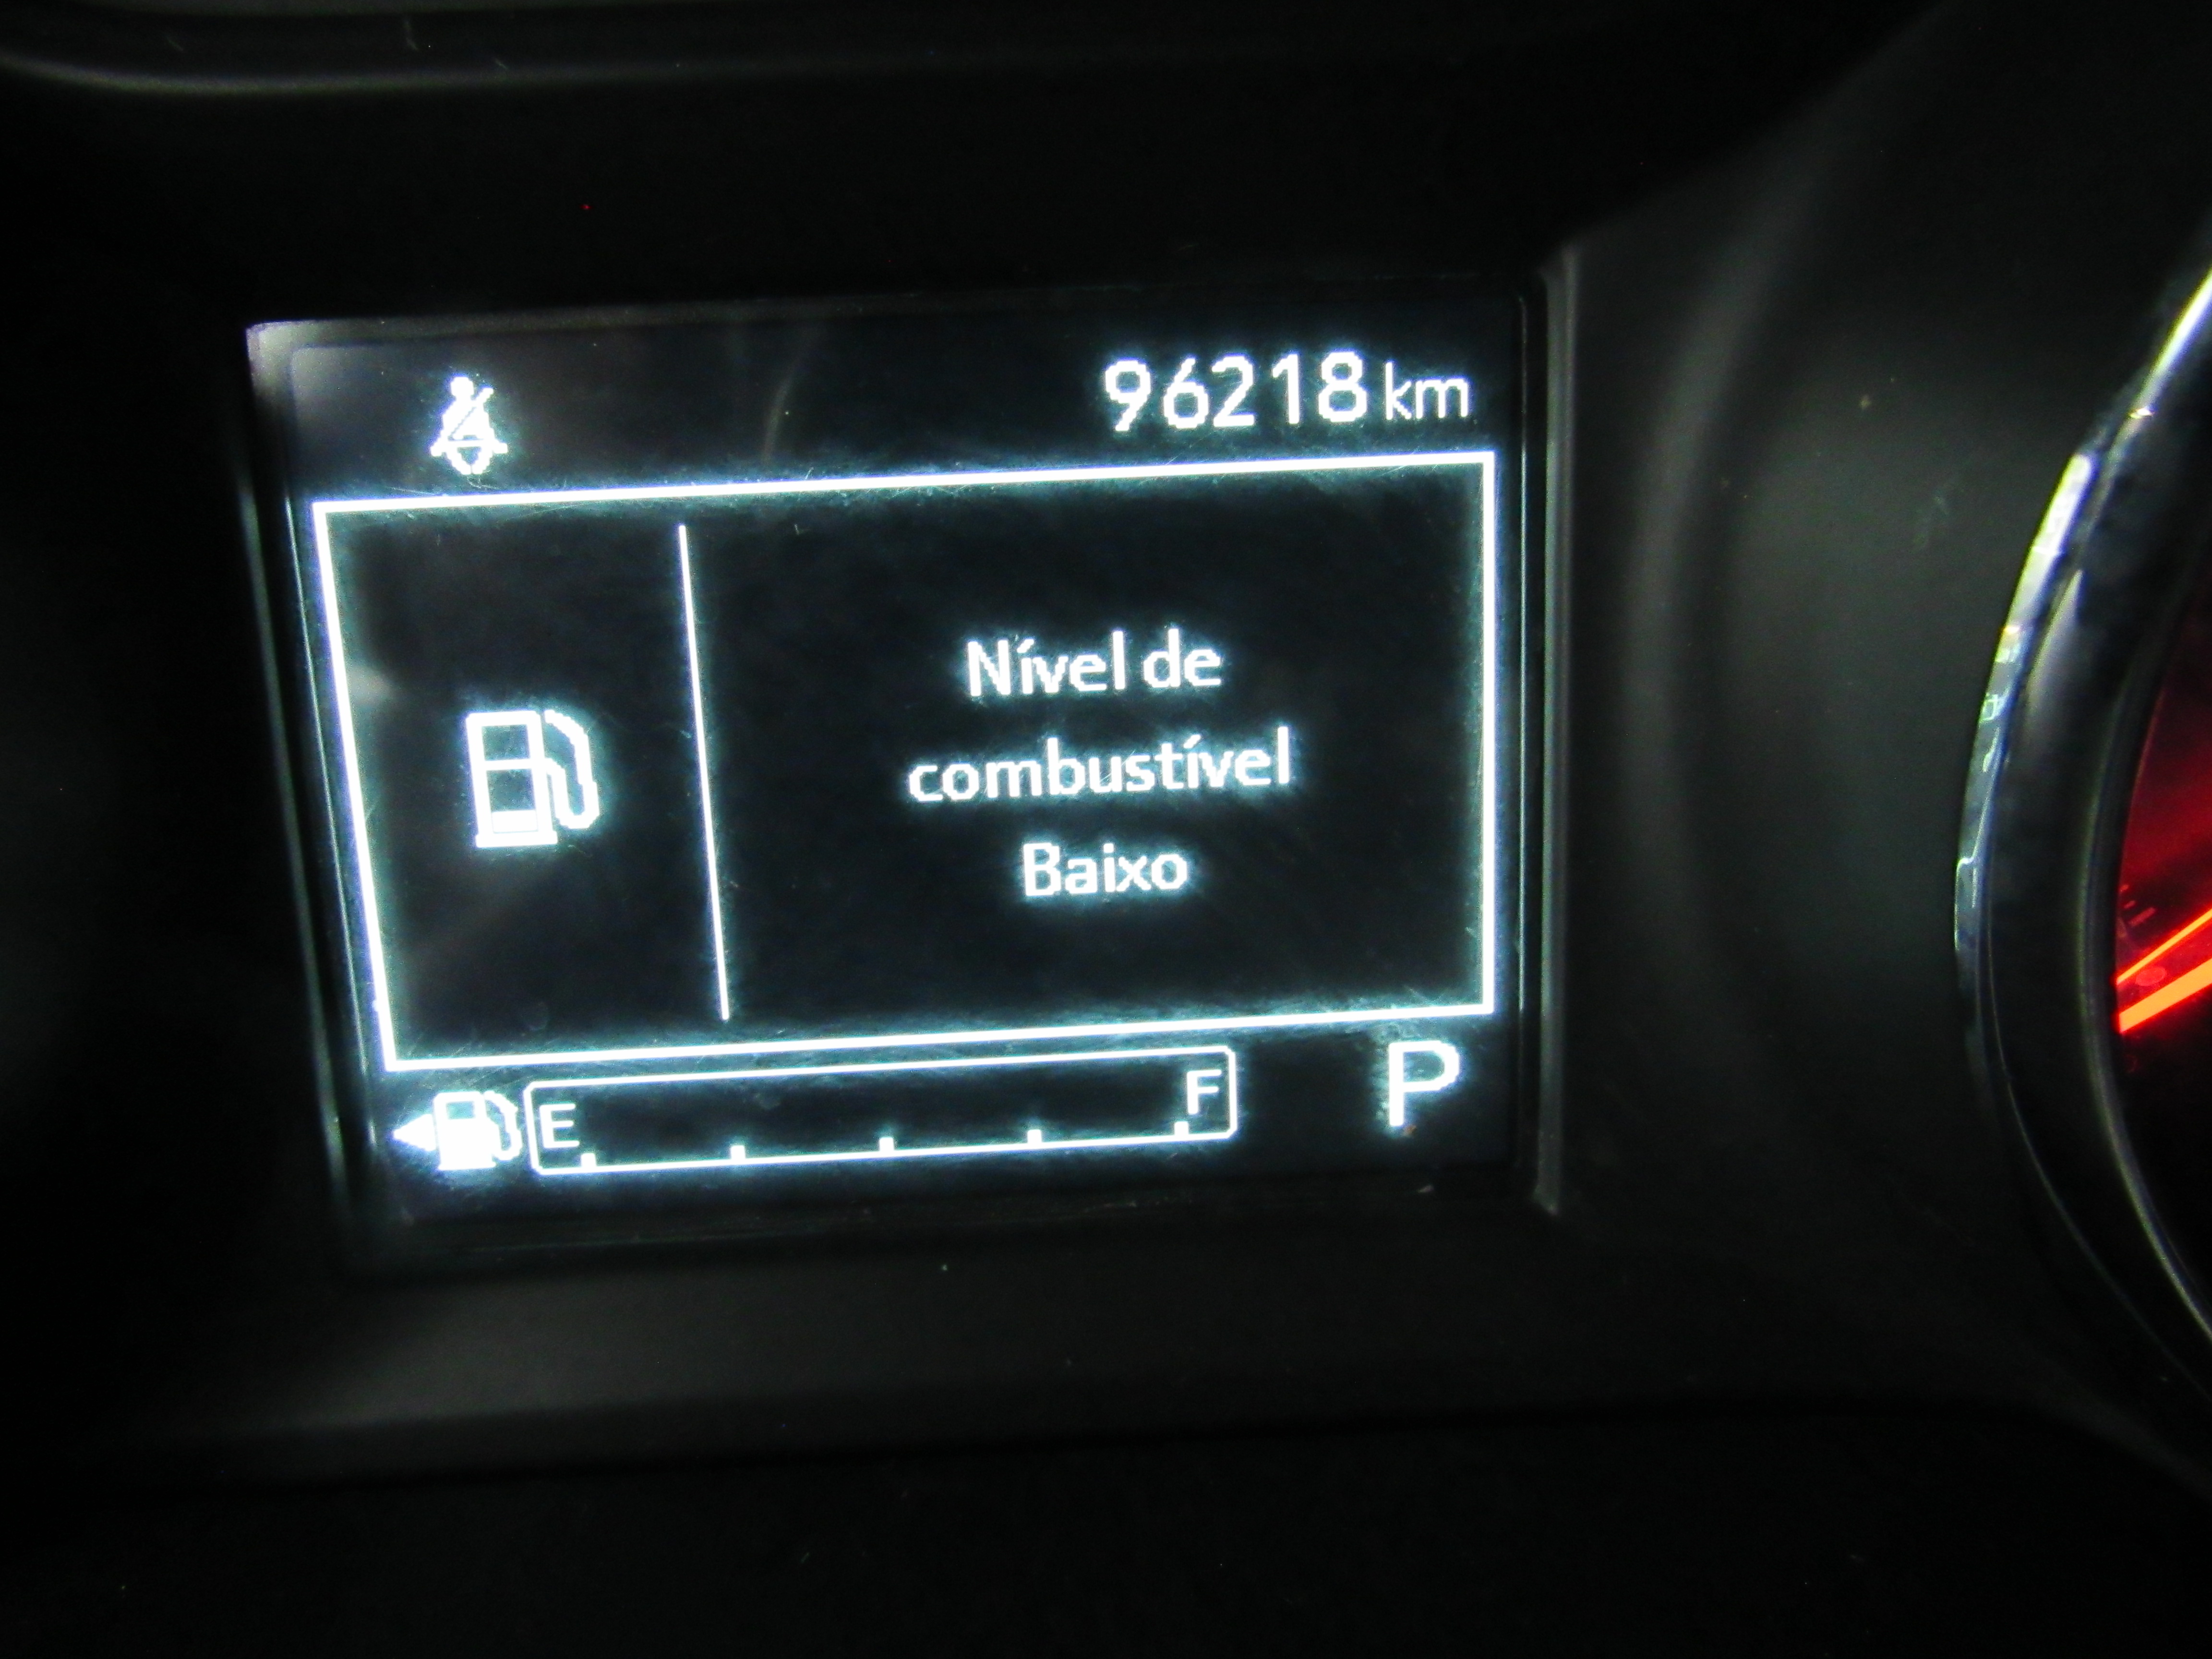 96218 km
Nível de
combustível
Baixo
E F
P